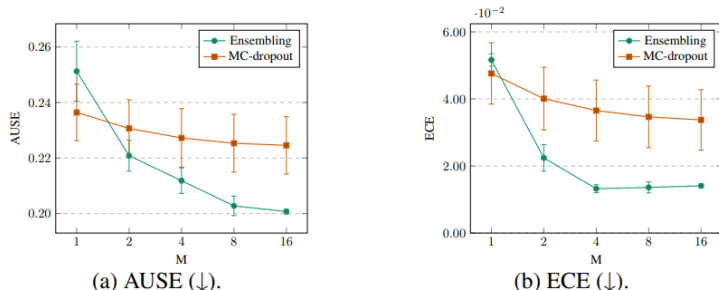 0.26
0.24
0.22
0.20
AUSE
Ensembling
MC-dropout
1 2 4 8 16
M
(a) AUSE (↓).
·10⁻²
6.00
4.00
2.00
0.00
ECE
Ensembling
MC-dropout
1 2 4 8 16
M
(b) ECE (↓).